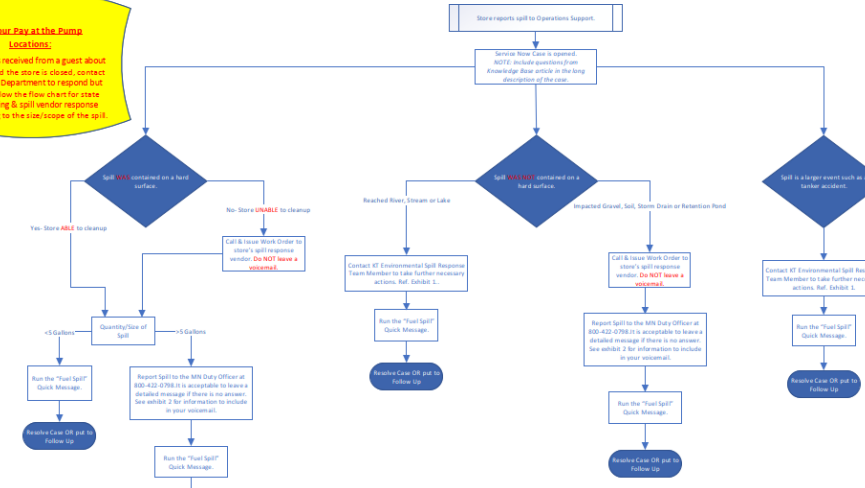 our Pay at the Pump
Locations:
received from a guest about
d the store is closed, contact
Department to respond but
low the flow chart for state
ng & spill vendor response
to the size/scope of the spill.
Store reports spill to Operations Support.
Service Now Case is opened.
NOTE: Include questions from
Knowledge Base article in the long
description of the case.
Spill WAS contained on a hard
surface.
Yes- Store ABLE to cleanup
No- Store UNABLE to cleanup
Call & Issue Work Order to
store's spill response
vendor. Do NOT leave a
voicemail.
Quantity/Size of
Spill
<5 Gallons
>5 Gallons
Run the "Fuel Spill"
Quick Message.
Resolve Case OR put to
Follow Up
Report Spill to the MN Duty Officer at
800-422-0798.It is acceptable to leave a
detailed message if there is no answer.
See exhibit 2 for information to include
in your voicemail.
Run the "Fuel Spill"
Quick Message.
Spill WAS NOT contained on a
hard surface.
Reached River, Stream or Lake
Contact KT Environmental Spill Response
Team Member to take further necessary
actions. Ref. Exhibit 1.
Run the "Fuel Spill"
Quick Message.
Resolve Case OR put to
Follow Up
Impacted Gravel, Soil, Storm Drain or Retention Pond
Call & Issue Work Order to
store's spill response
vendor. Do NOT leave a
voicemail.
Report Spill to the MN Duty Officer at
800-422-0798.It is acceptable to leave a
detailed message if there is no answer.
See exhibit 2 for information to include
in your voicemail.
Run the "Fuel Spill"
Quick Message.
Resolve Case OR put to
Follow Up
Spill is a larger event such as
tanker accident.
Contact KT Environmental Spill Res
Team Member to take further nec
actions. Ref. Exhibit 1.
Run the "Fuel Spill"
Quick Message.
Resolve Case OR put to
Follow Up